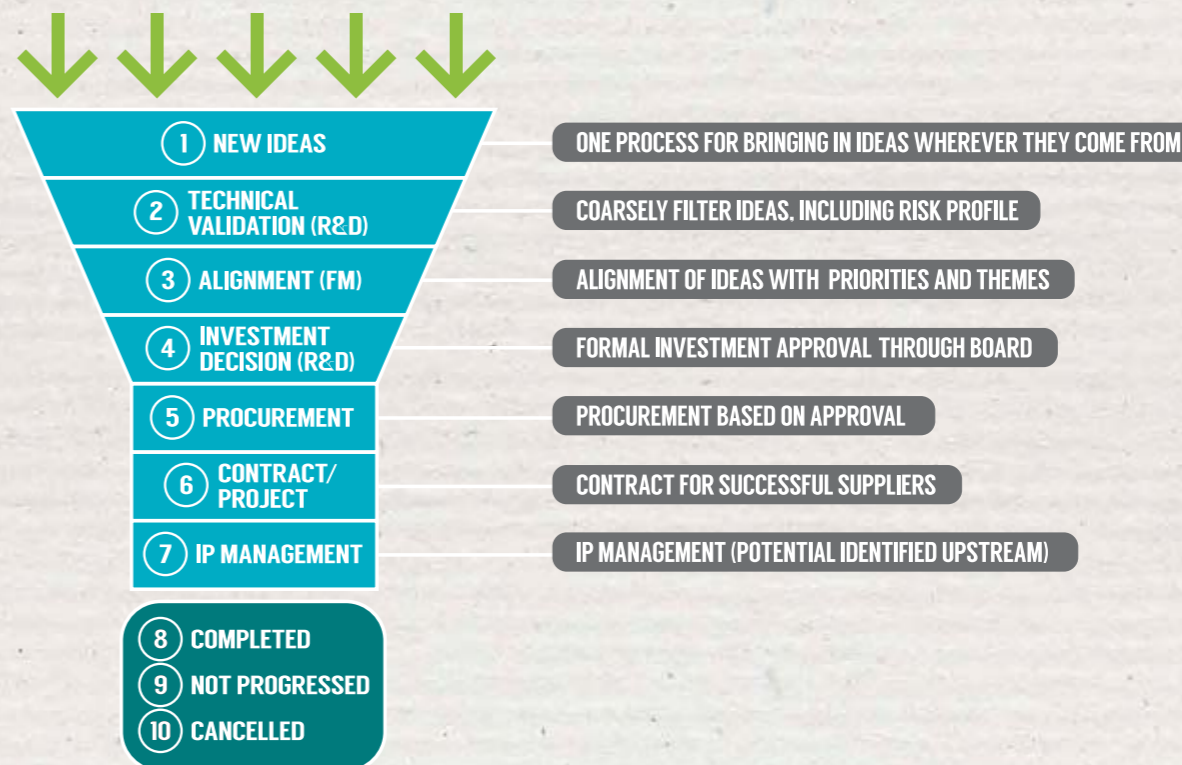 1 NEW IDEAS
ONE PROCESS FOR BRINGING IN IDEAS WHEREVER THEY COME FROM
2 TECHNICAL
VALIDATION (R&D)
COARSELY FILTER IDEAS, INCLUDING RISK PROFILE
3 ALIGNMENT (FM)
ALIGNMENT OF IDEAS WITH PRIORITIES AND THEMES
4 INVESTMENT
DECISION (R&D)
FORMAL INVESTMENT APPROVAL THROUGH BOARD
5 PROCUREMENT
PROCUREMENT BASED ON APPROVAL
6 CONTRACT/
PROJECT
CONTRACT FOR SUCCESSFUL SUPPLIERS
7 IP MANAGEMENT
IP MANAGEMENT (POTENTIAL IDENTIFIED UPSTREAM)
8 COMPLETED
9 NOT PROGRESSED
10 CANCELLED